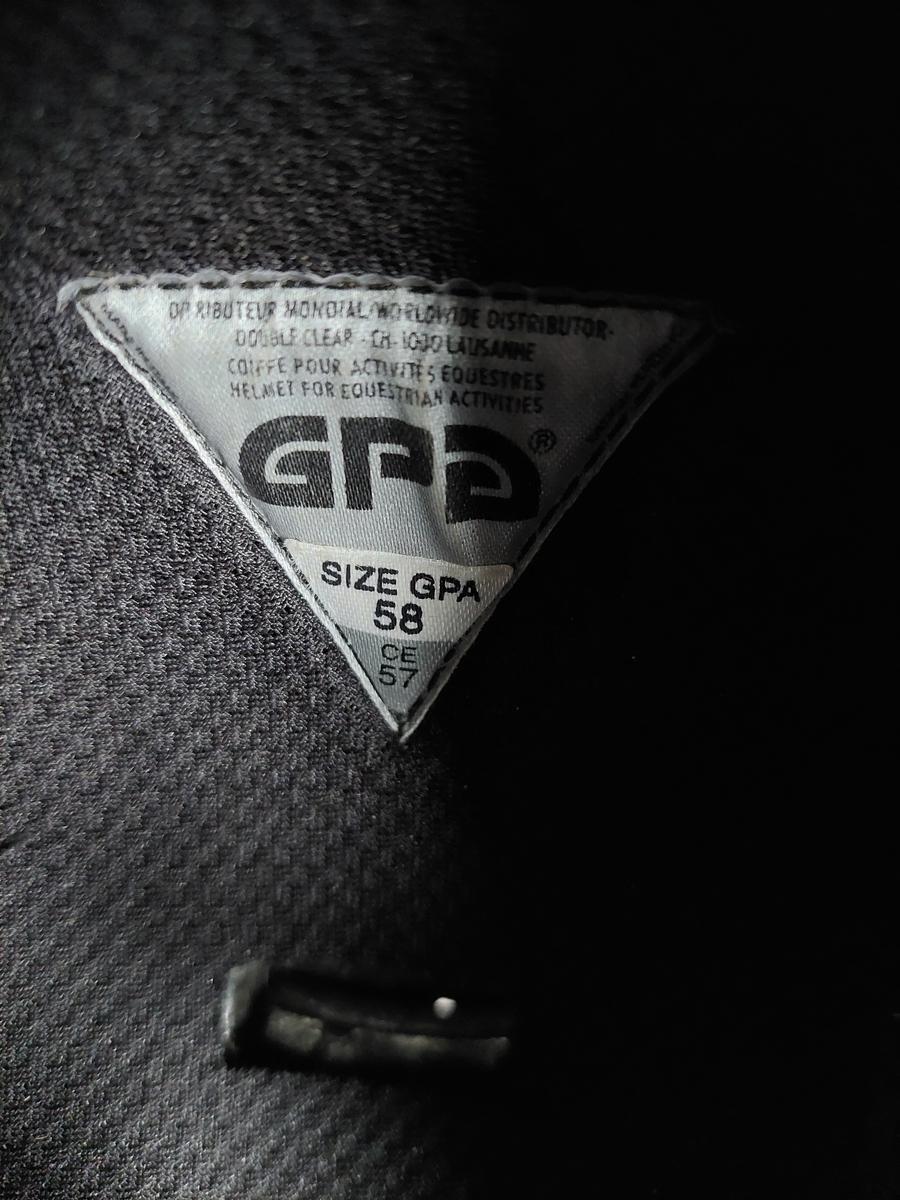 DISTRIBUTEUR MONDIAL/WORLDWIDE DISTRIBUTOR·
DOUBLE CLEAR - CH-1000 LAUSANNE
COIFFE POUR ACTIVITES EQUESTRES
HELMET FOR EQUESTRIAN ACTIVITIES
GPA®
SIZE GPA
58
CE
57